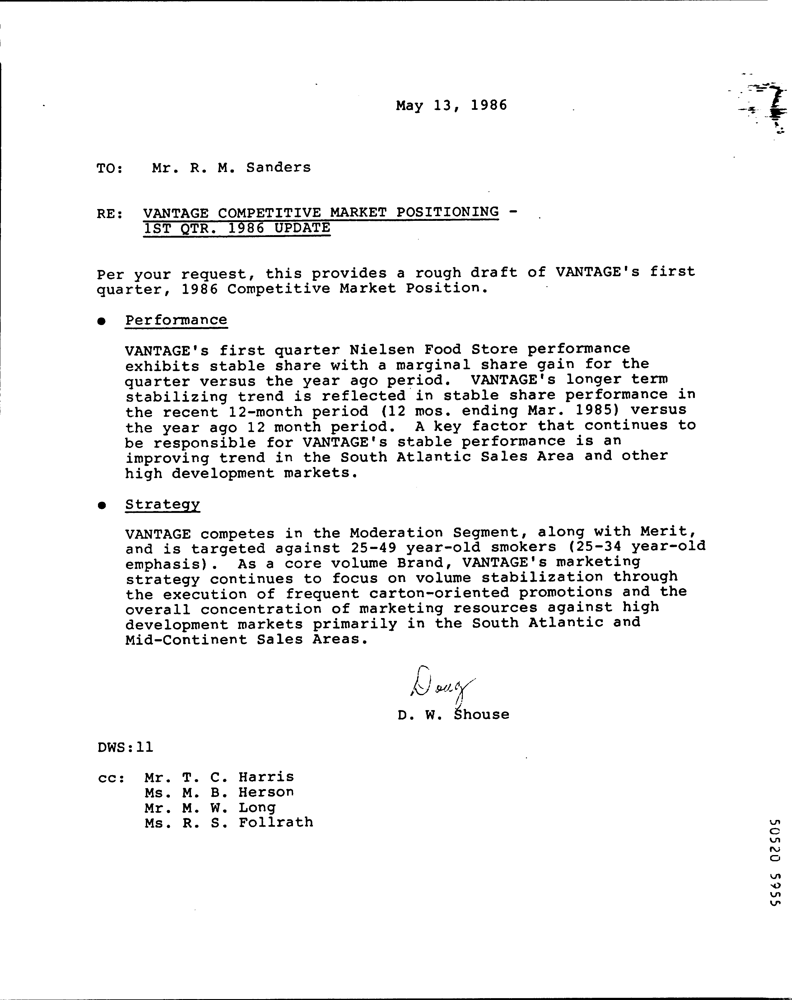 May 13, 1986
TO: Mr. R. M. Sanders
RE: VANTAGE COMPETITIVE MARKET POSITIONING -
1ST QTR. 1986 UPDATE
Per your request, this provides a rough draft of VANTAGE's first
quarter, 1986 Competitive Market Position.
● Performance
VANTAGE's first quarter Nielsen Food Store performance
exhibits stable share with a marginal share gain for the
quarter versus the year ago period. VANTAGE's longer term
stabilizing trend is reflected in stable share performance in
the recent 12-month period (12 mos. ending Mar. 1985) versus
the year ago 12 month period. A key factor that continues to
be responsible for VANTAGE's stable performance is an
improving trend in the South Atlantic Sales Area and other
high development markets.
● Strategy
VANTAGE competes in the Moderation Segment, along with Merit,
and is targeted against 25-49 year-old smokers (25-34 year-old
emphasis). As a core volume Brand, VANTAGE's marketing
strategy continues to focus on volume stabilization through
the execution of frequent carton-oriented promotions and the
overall concentration of marketing resources against high
development markets primarily in the South Atlantic and
Mid-Continent Sales Areas.
Doug
D. W. Shouse
DWS:ll
cc: Mr. T. C. Harris
Ms. M. B. Herson
Mr. M. W. Long
Ms. R. S. Follrath
50520 5955